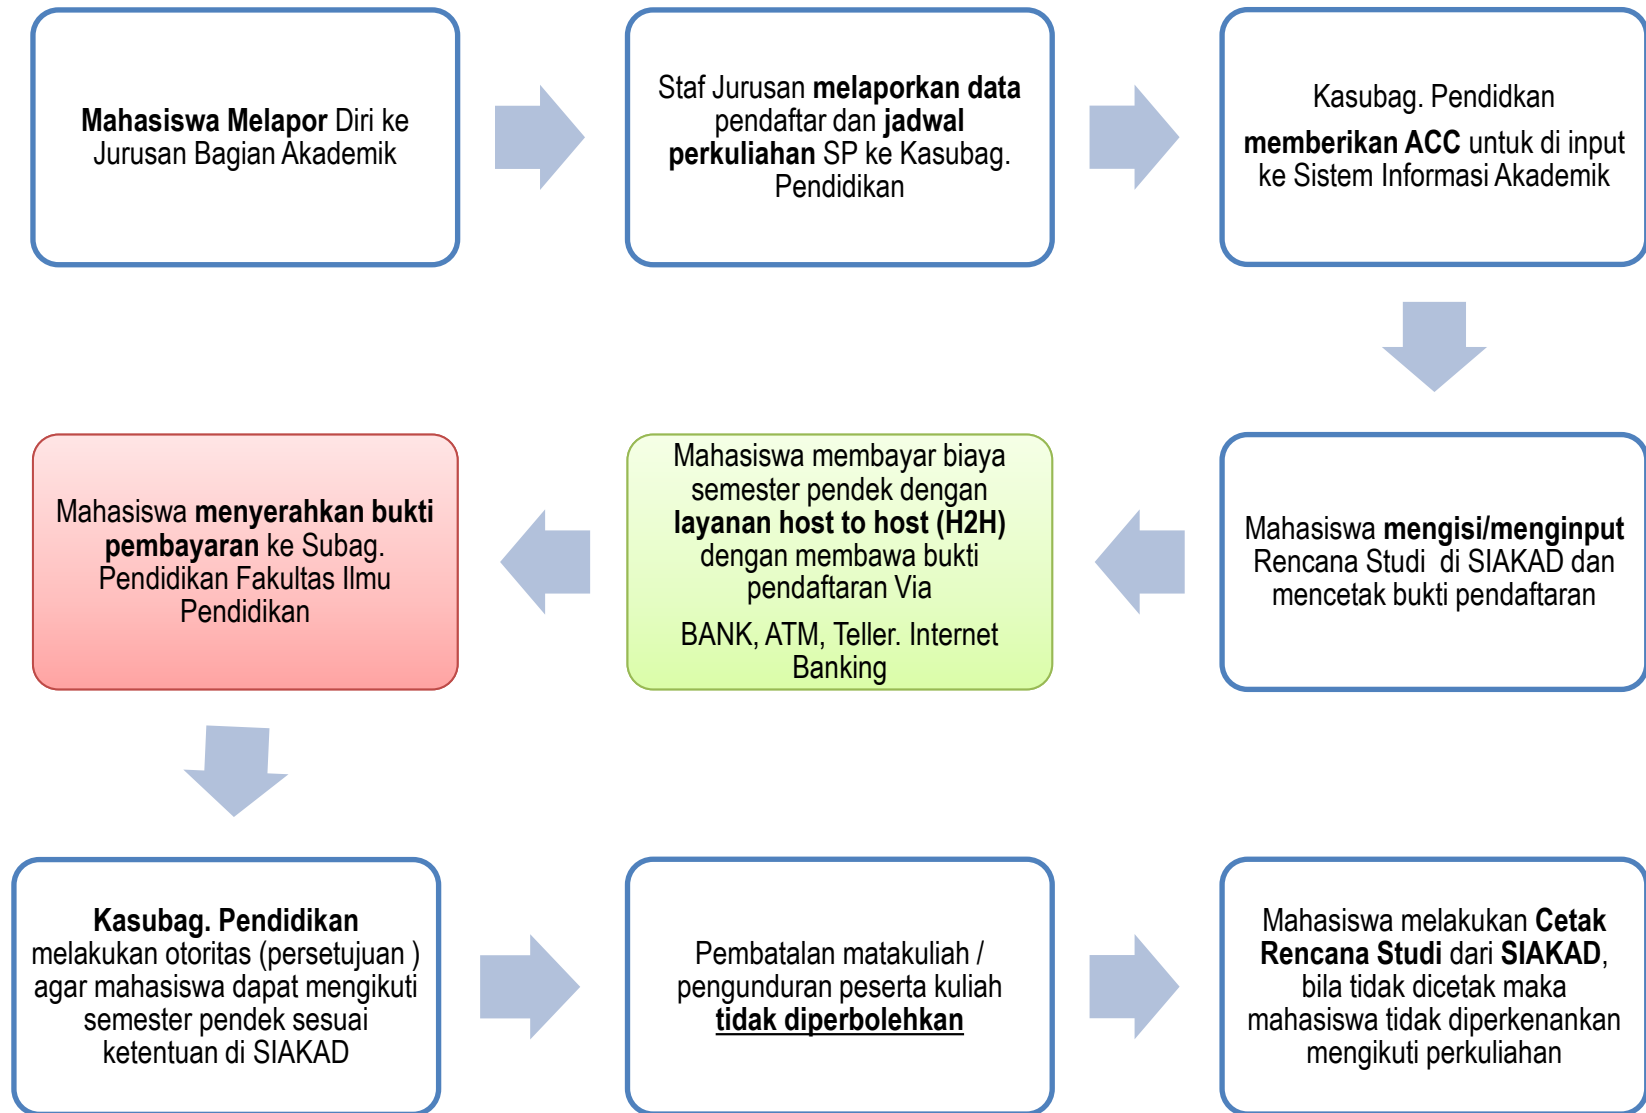 Mahasiswa Melapor Diri ke
Jurusan Bagian Akademik
Staf Jurusan melaporkan data
pendaftar dan jadwal
perkuliahan SP ke Kasubag.
Pendidikan
Kasubag. Pendidkan
memberikan ACC untuk di input
ke Sistem Informasi Akademik
Mahasiswa mengisi/menginput
Rencana Studi di SIAKAD dan
mencetak bukti pendaftaran
Mahasiswa membayar biaya
semester pendek dengan
layanan host to host (H2H)
dengan membawa bukti
pendaftaran Via
BANK, ATM, Teller. Internet
Banking
Mahasiswa menyerahkan bukti
pembayaran ke Subag.
Pendidikan Fakultas Ilmu
Pendidikan
Kasubag. Pendidikan
melakukan otoritas (persetujuan )
agar mahasiswa dapat mengikuti
semester pendek sesuai
ketentuan di SIAKAD
Pembatalan matakuliah /
pengunduran peserta kuliah
tidak diperbolehkan
Mahasiswa melakukan Cetak
Rencana Studi dari SIAKAD,
bila tidak dicetak maka
mahasiswa tidak diperkenankan
mengikuti perkuliahan